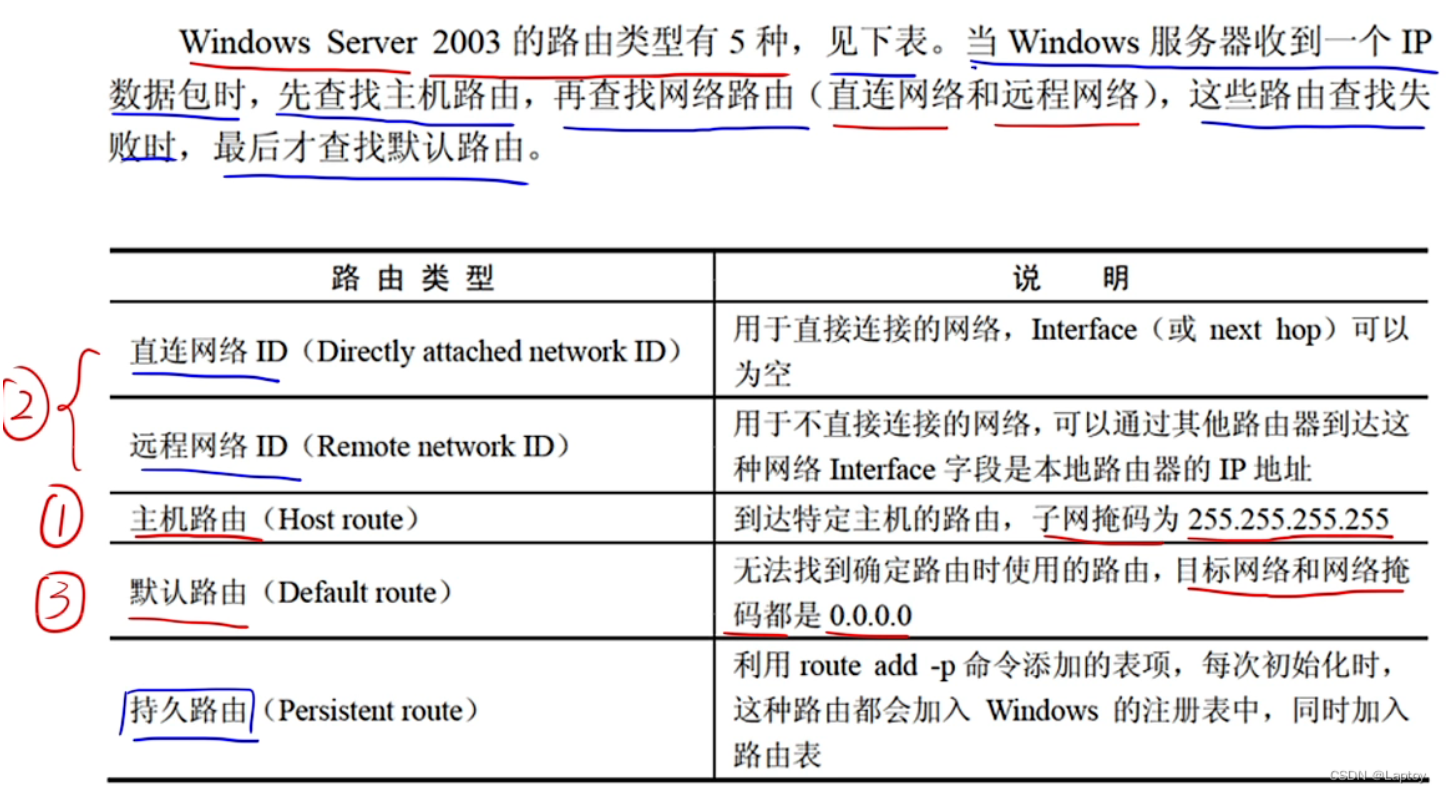 Windows Server 2003 的路由类型有 5 种，见下表。当 Windows 服务器收到一个 IP
数据包时，先查找主机路由，再查找网络路由（直连网络和远程网络），这些路由查找失
败时，最后才查找默认路由。
路 由 类 型 说 明
直连网络 ID（Directly attached network ID） 用于直接连接的网络，Interface（或 next hop）可以
为空
②
远程网络 ID（Remote network ID） 用于不直接连接的网络，可以通过其他路由器到达这
种网络 Interface 字段是本地路由器的 IP 地址
① 主机路由（Host route） 到达特定主机的路由，子网掩码为 255.255.255.255
③ 默认路由（Default route） 无法找到确定路由时使用的路由，目标网络和网络掩
码都是 0.0.0.0
持久路由（Persistent route） 利用 route add -p 命令添加的表项，每次初始化时，
这种路由都会加入 Windows 的注册表中，同时加入
路由表
CSDN @Laptoy